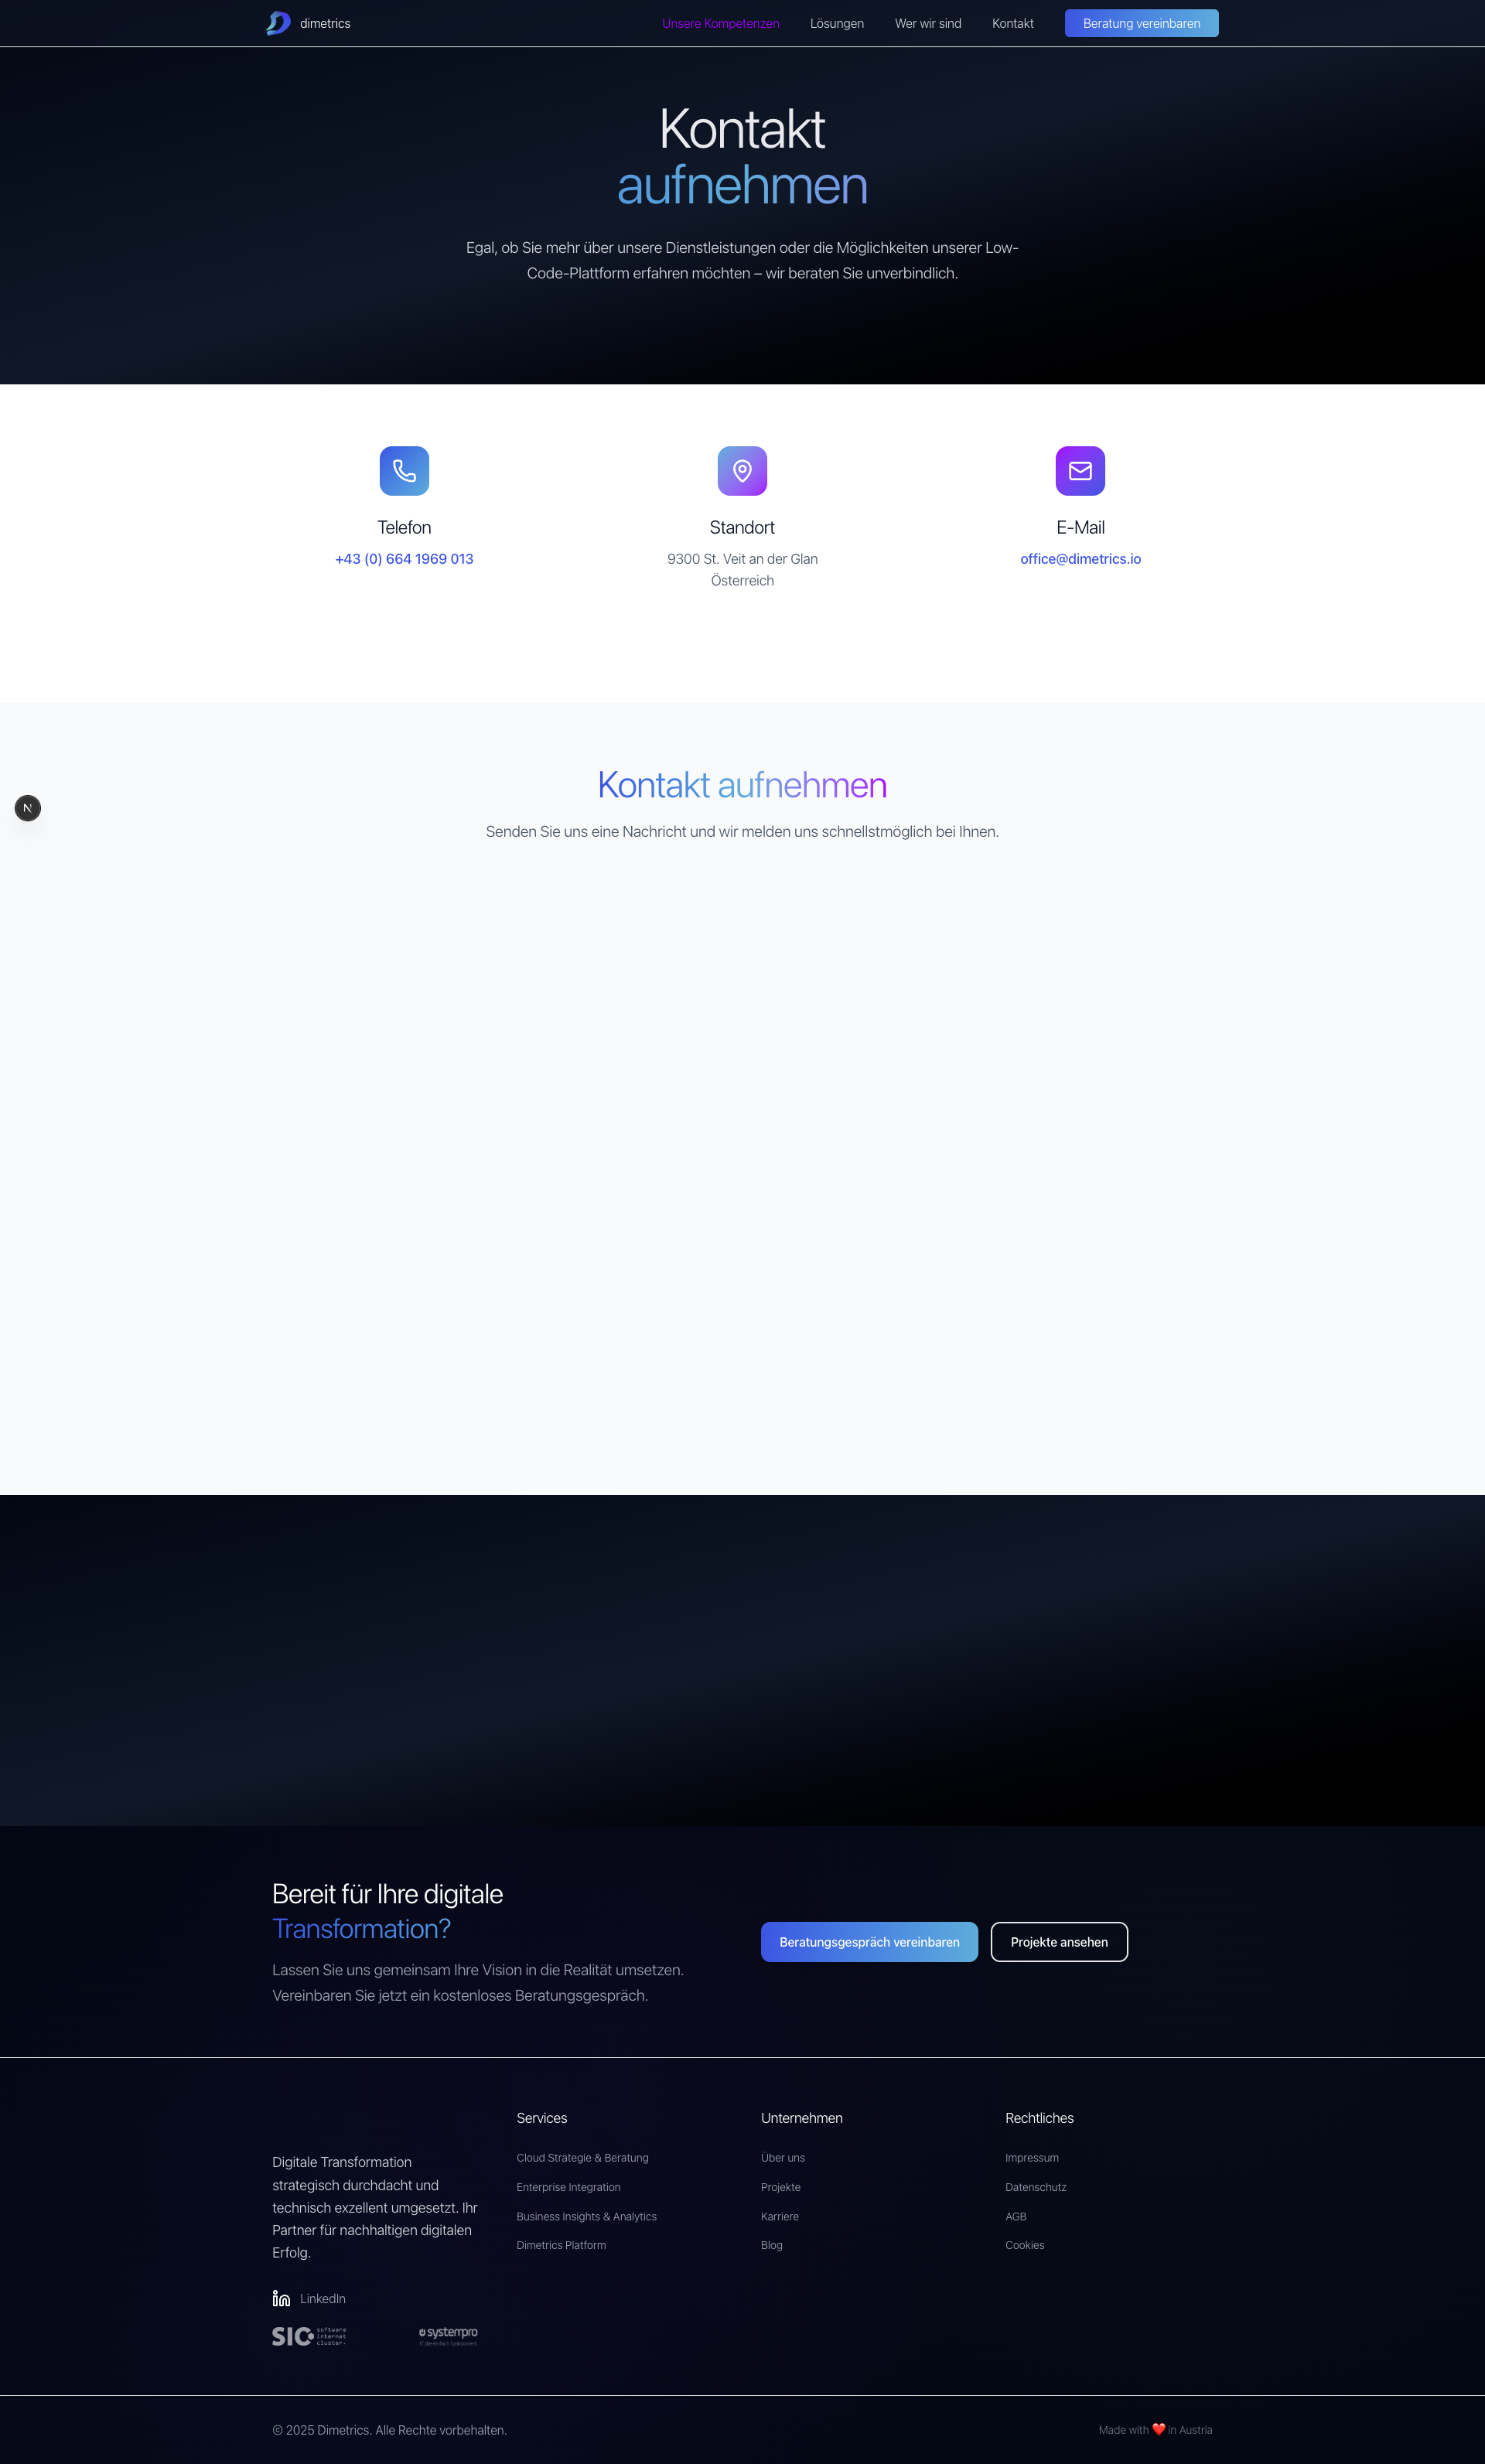 dimetrics
Unsere Kompetenzen
Lösungen
Wer wir sind
Kontakt
Beratung vereinbaren
Kontakt
aufnehmen
Egal, ob Sie mehr über unsere Dienstleistungen oder die Möglichkeiten unserer Low-
Code-Plattform erfahren möchten – wir beraten Sie unverbindlich.
Telefon
+43 (0) 664 1969 013
Standort
9300 St. Veit an der Glan
Österreich
E-Mail
office@dimetrics.io
Kontakt aufnehmen
N
Senden Sie uns eine Nachricht und wir melden uns schnellstmöglich bei Ihnen.
Bereit für Ihre digitale
Transformation?
Lassen Sie uns gemeinsam Ihre Vision in die Realität umsetzen.
Vereinbaren Sie jetzt ein kostenloses Beratungsgespräch.
Beratungsgespräch vereinbaren
Projekte ansehen
Digitale Transformation
strategisch durchdacht und
technisch exzellent umgesetzt. Ihr
Partner für nachhaltigen digitalen
Erfolg.
LinkedIn
SIC software
internet
cluster
systempro
// die einfach funktioniert.
Services
Cloud Strategie & Beratung
Enterprise Integration
Business Insights & Analytics
Dimetrics Platform
Unternehmen
Über uns
Projekte
Karriere
Blog
Rechtliches
Impressum
Datenschutz
AGB
Cookies
© 2025 Dimetrics. Alle Rechte vorbehalten.
Made with ❤️ in Austria